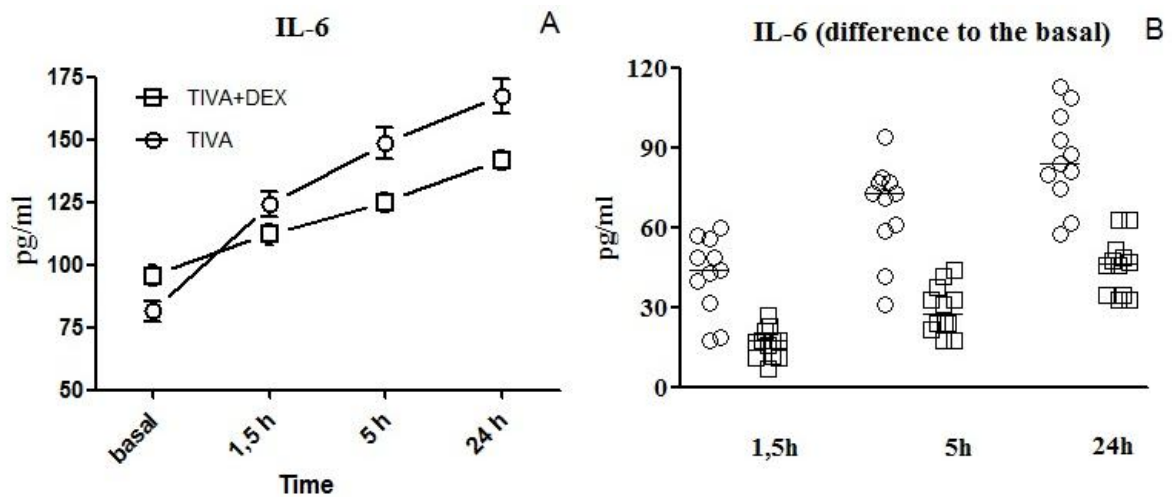 IL-6
A
175
150
125
100
75
50
pg/ml
TIVA+DEX
TIVA
basal
1,5 h
5 h
24 h
Time
IL-6 (difference to the basal)
B
120
90
60
30
0
pg/ml
1,5h
5h
24h